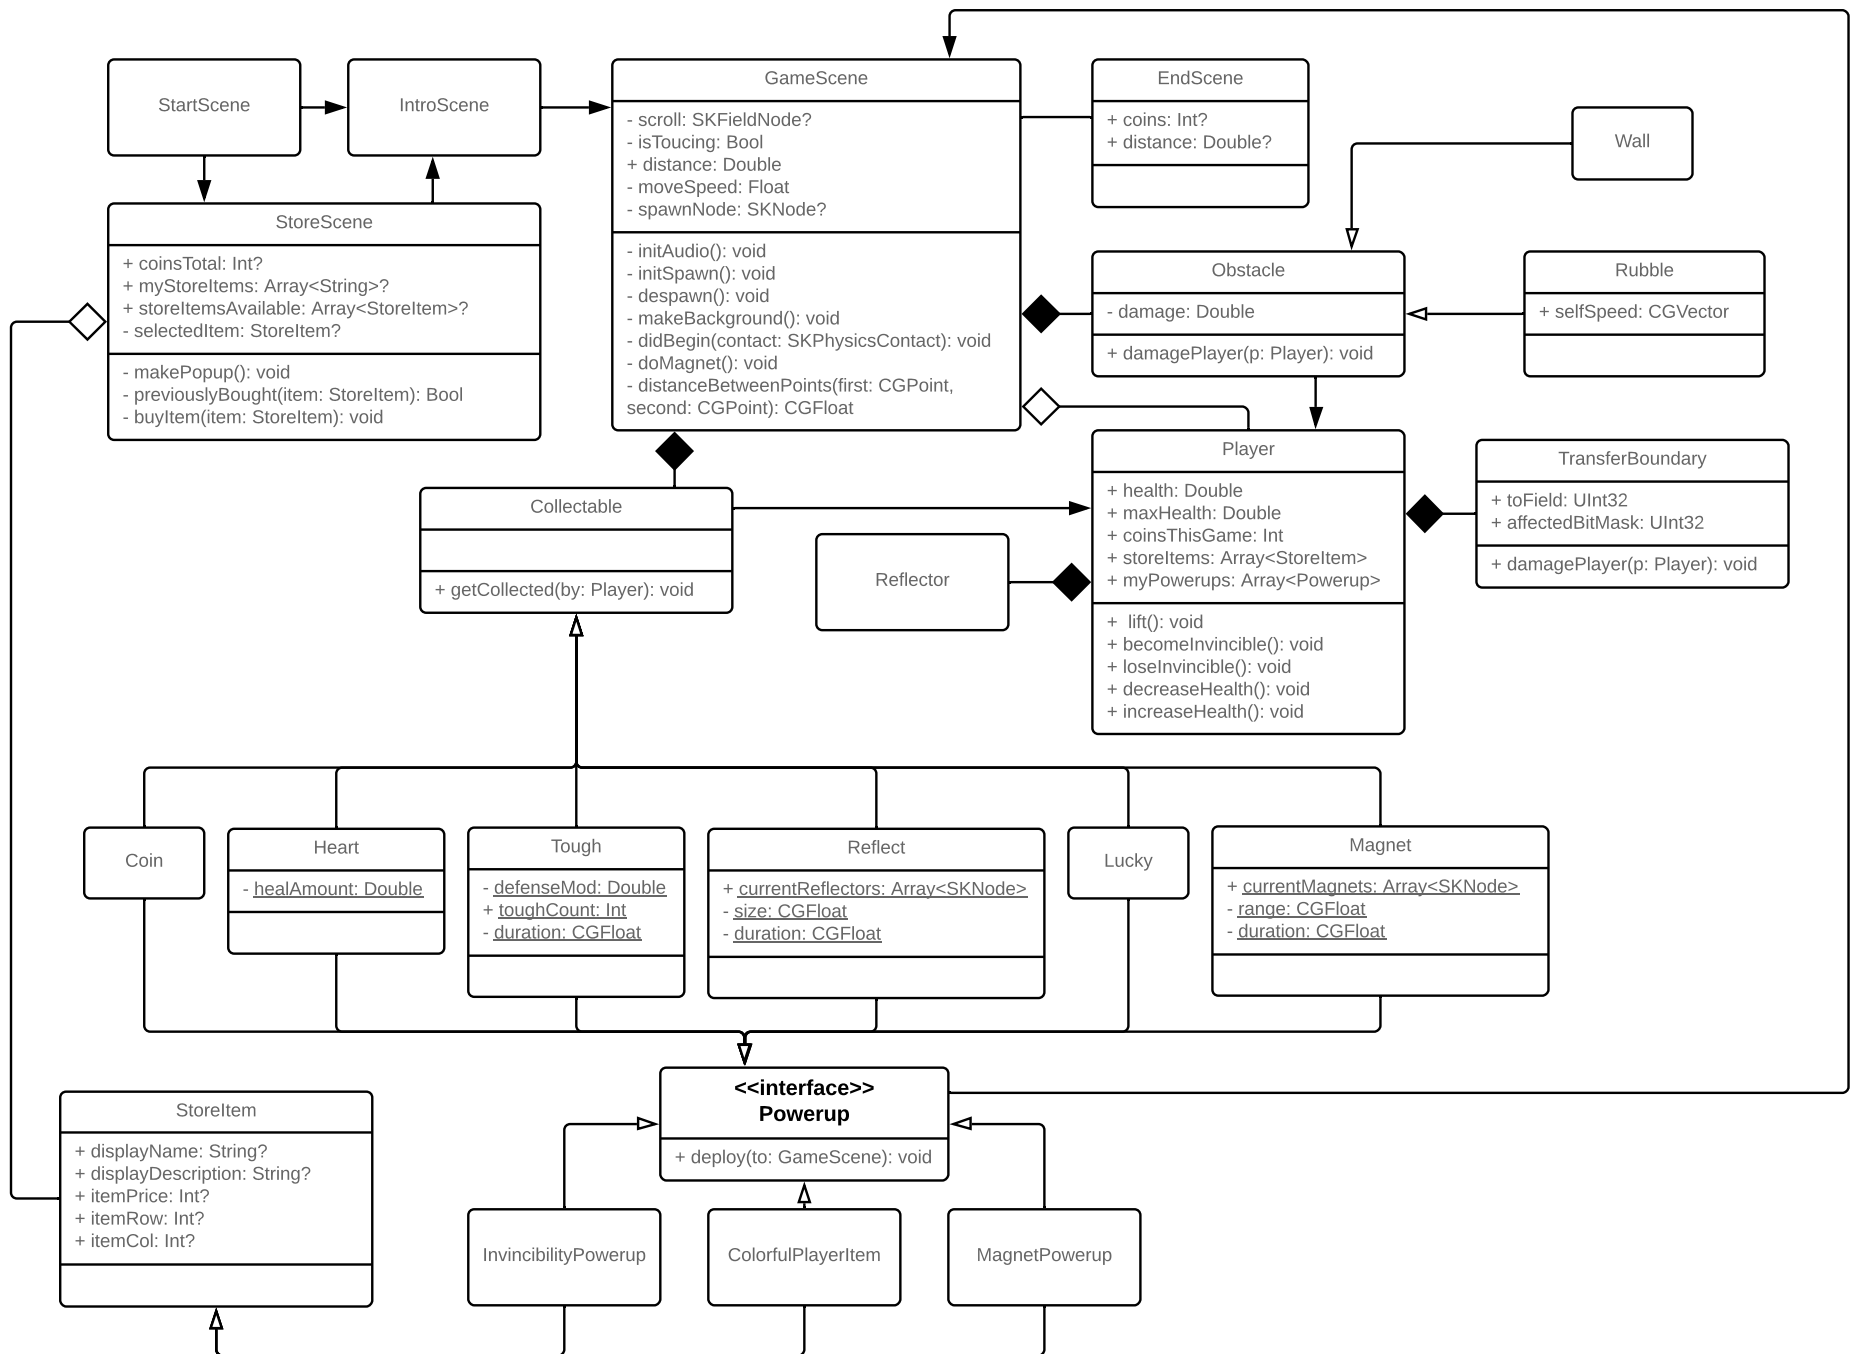 StartScene
IntroScene
GameScene
- scroll: SKFieldNode?
- isToucing: Bool
+ distance: Double
- moveSpeed: Float
- spawnNode: SKNode?
- initAudio(): void
- initSpawn(): void
- despawn(): void
- makeBackground(): void
- didBegin(contact: SKPhysicsContact): void
- doMagnet(): void
- distanceBetweenPoints(first: CGPoint,
second: CGPoint): CGFloat
EndScene
+ coins: Int?
+ distance: Double?
Wall
StoreScene
+ coinsTotal: Int?
+ myStoreItems: Array<String>?
+ storeItemsAvailable: Array<StoreItem>?
- selectedItem: StoreItem?
- makePopup(): void
- previouslyBought(item: StoreItem): Bool
- buyItem(item: StoreItem): void
Obstacle
- damage: Double
+ damagePlayer(p: Player): void
Rubble
+ selfSpeed: CGVector
Collectable
+ getCollected(by: Player): void
Reflector
Player
+ health: Double
+ maxHealth: Double
+ coinsThisGame: Int
+ storeItems: Array<StoreItem>
+ myPowerups: Array<Powerup>
+  lift(): void
+ becomeInvincible(): void
+ loseInvincible(): void
+ decreaseHealth(): void
+ increaseHealth(): void
TransferBoundary
+ toField: UInt32
+ affectedBitMask: UInt32
+ damagePlayer(p: Player): void
Coin
Heart
- healAmount: Double
Tough
- defenseMod: Double
+ toughCount: Int
- duration: CGFloat
Reflect
+ currentReflectors: Array<SKNode>
- size: CGFloat
- duration: CGFloat
Lucky
Magnet
+ currentMagnets: Array<SKNode>
- range: CGFloat
- duration: CGFloat
<<interface>>
Powerup
+ deploy(to: GameScene): void
StoreItem
+ displayName: String?
+ displayDescription: String?
+ itemPrice: Int?
+ itemRow: Int?
+ itemCol: Int?
InvincibilityPowerup
ColorfulPlayerItem
MagnetPowerup